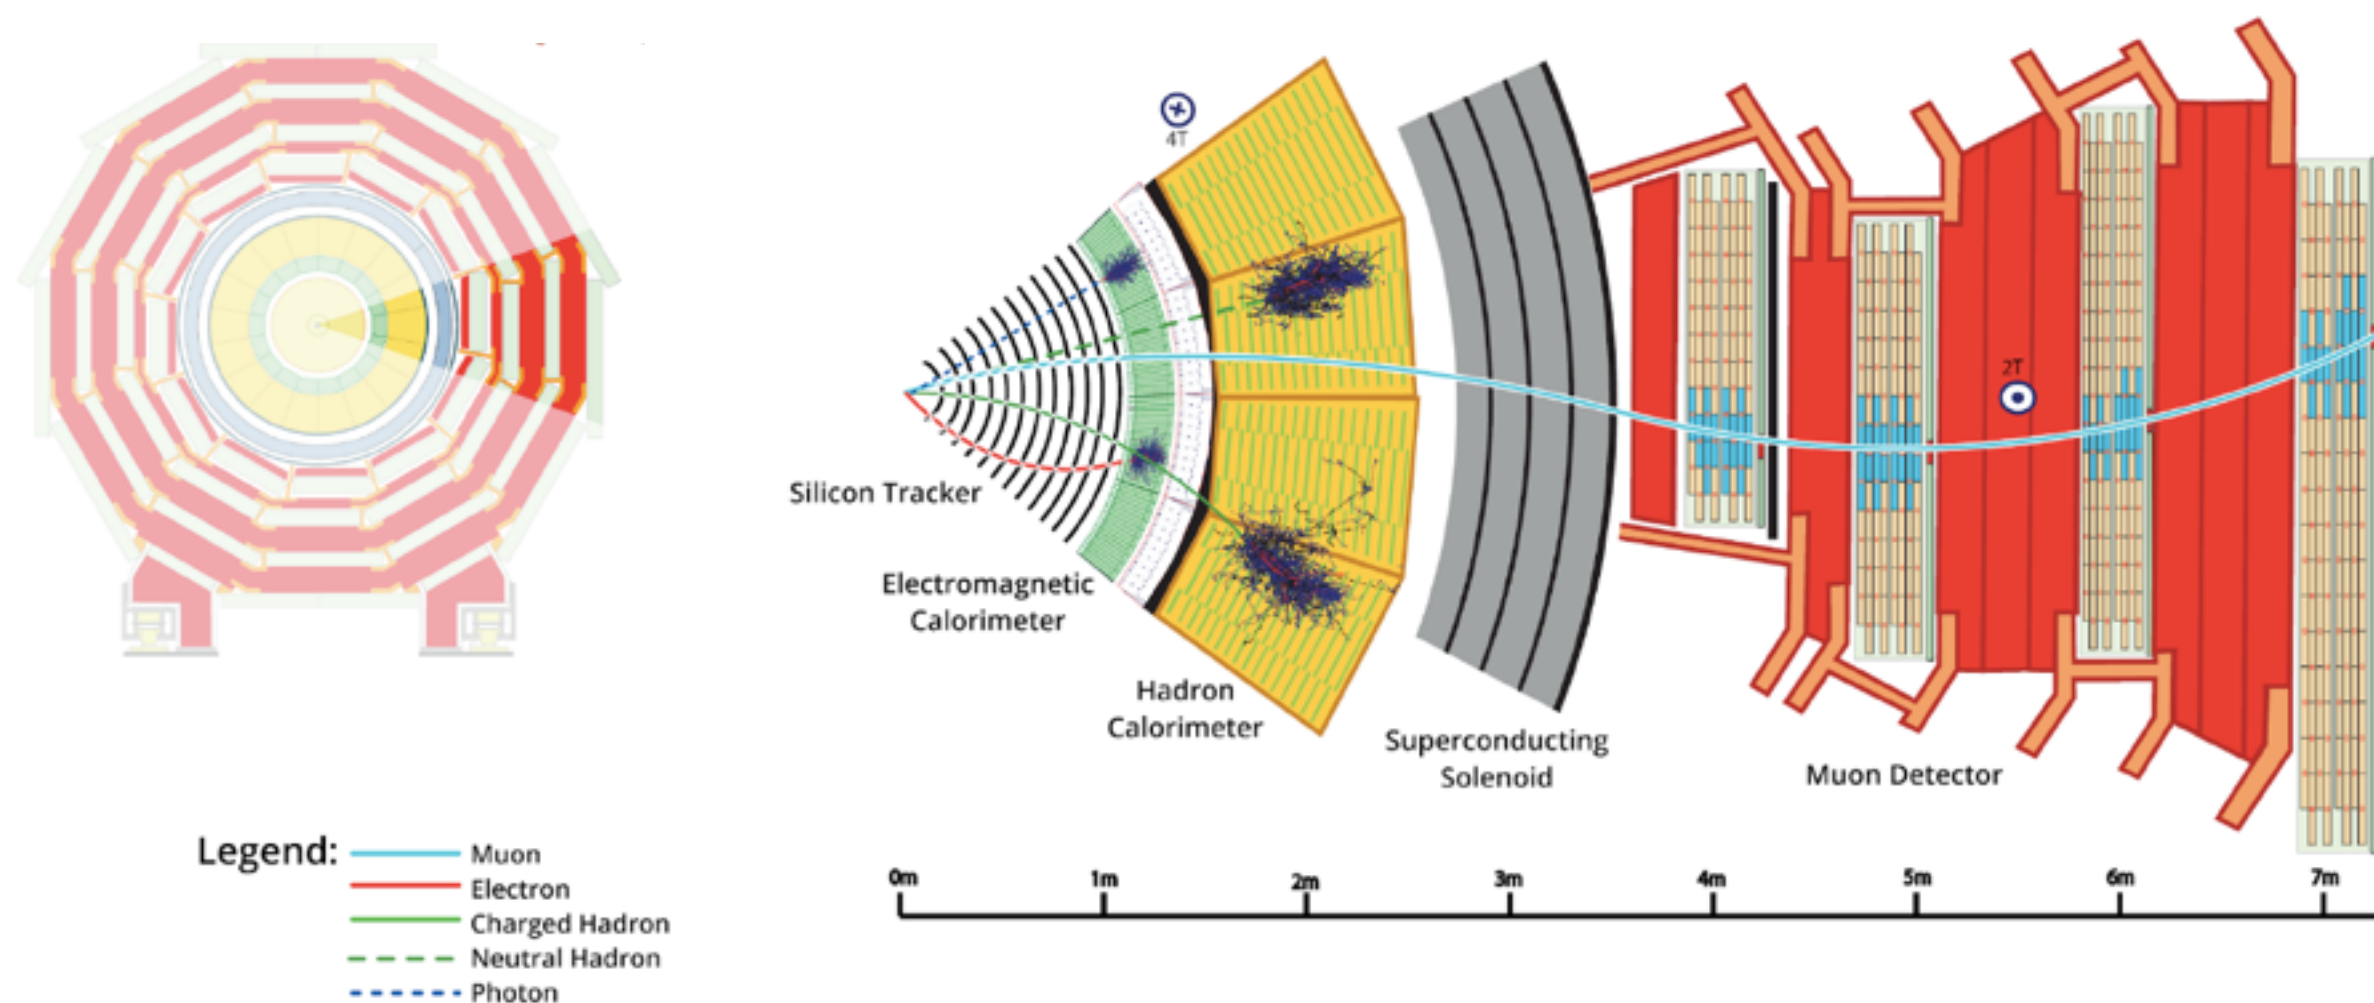 4T
2T
Silicon Tracker
Electromagnetic
Calorimeter
Hadron
Calorimeter
Superconducting
Solenoid
Muon Detector
Legend:
Muon
Electron
Charged Hadron
Neutral Hadron
Photon
0m 1m 2m 3m 4m 5m 6m 7m